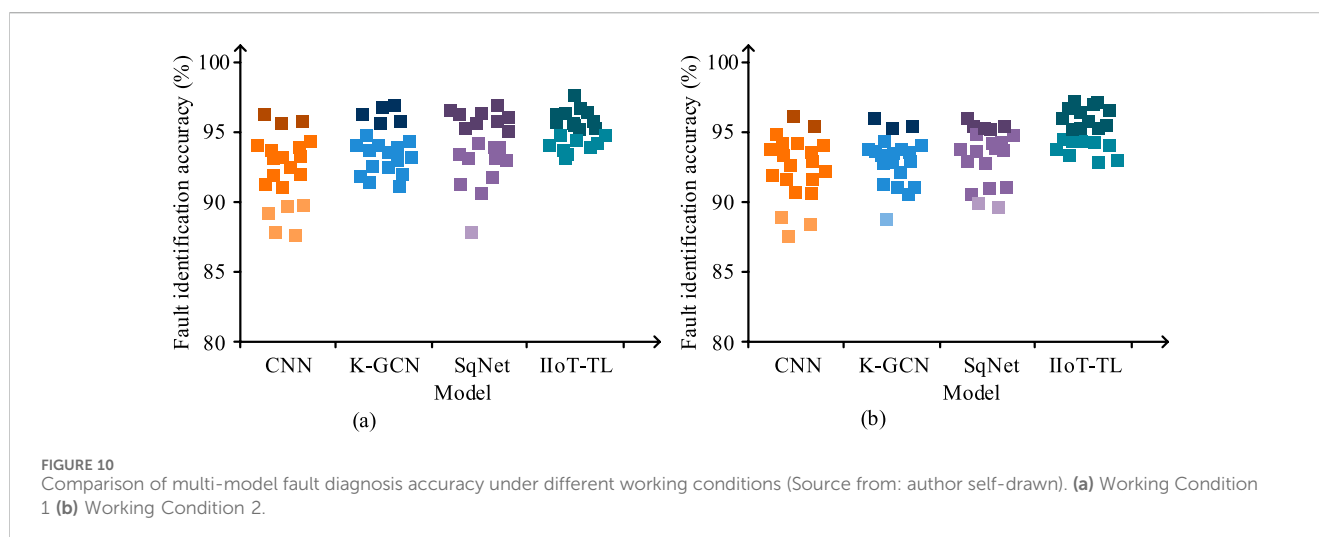 Fault identification accuracy (%)
100
95
90
85
80
CNN K-GCN SqNet IIoT-TL
Model
(a)
Fault identification accuracy (%)
100
95
90
85
80
CNN K-GCN SqNet IIoT-TL
Model
(b)
FIGURE 10
Comparison of multi-model fault diagnosis accuracy under different working conditions (Source from: author self-drawn). (a) Working Condition
1 (b) Working Condition 2.